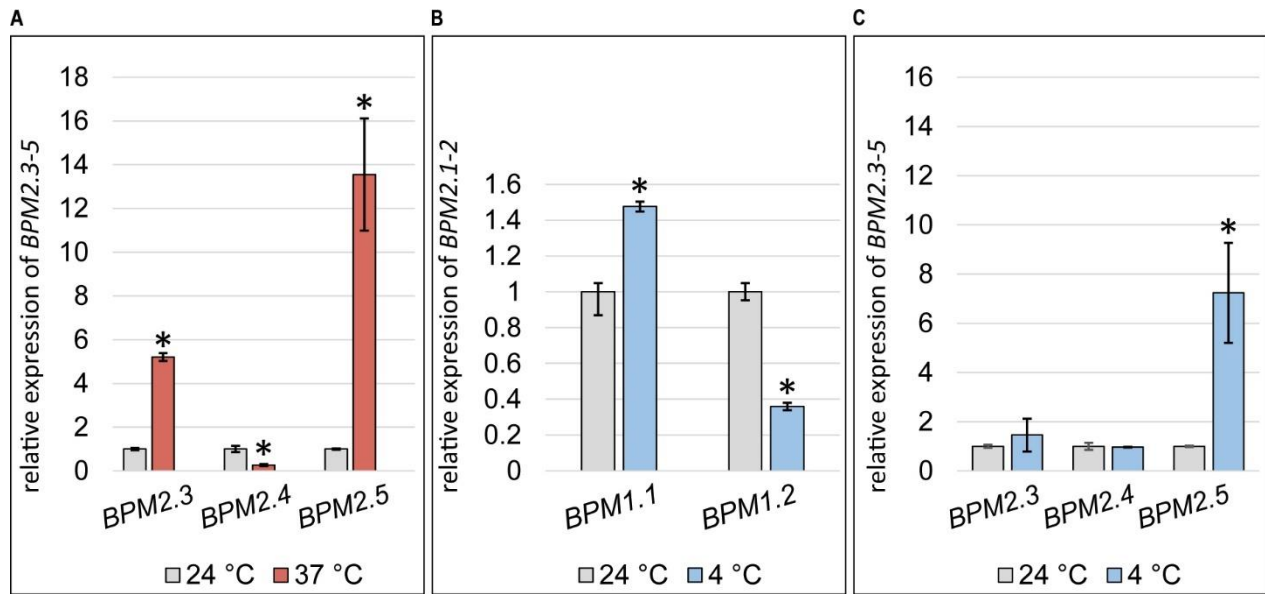 A
relative expression of BPM2.3-5
18
16
14
12
10
8
6
4
2
0
*
*
*
BPM2.3
BPM2.4
BPM2.5
24 °C
37 °C
B
relative expression of BPM2.1-2
1.6
1.4
1.2
1
0.8
0.6
0.4
0.2
0
*
*
BPM1.1
BPM1.2
24 °C
4 °C
C
relative expression of BPM2.3-5
16
14
12
10
8
6
4
2
0
*
BPM2.3
BPM2.4
BPM2.5
24 °C
4 °C